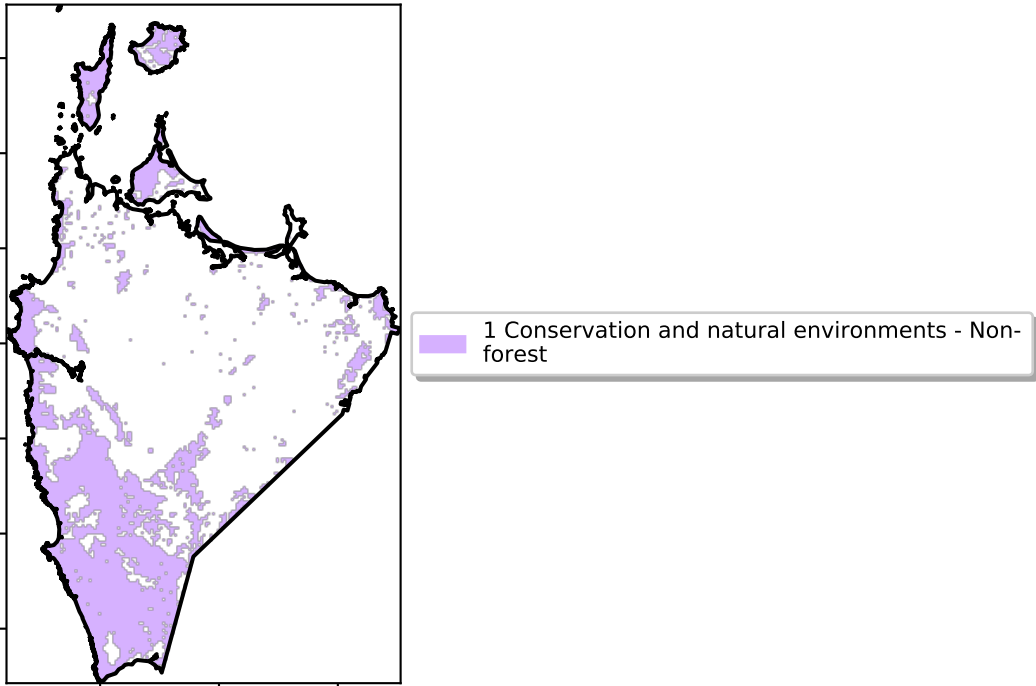 1 Conservation and natural environments - Non-
forest